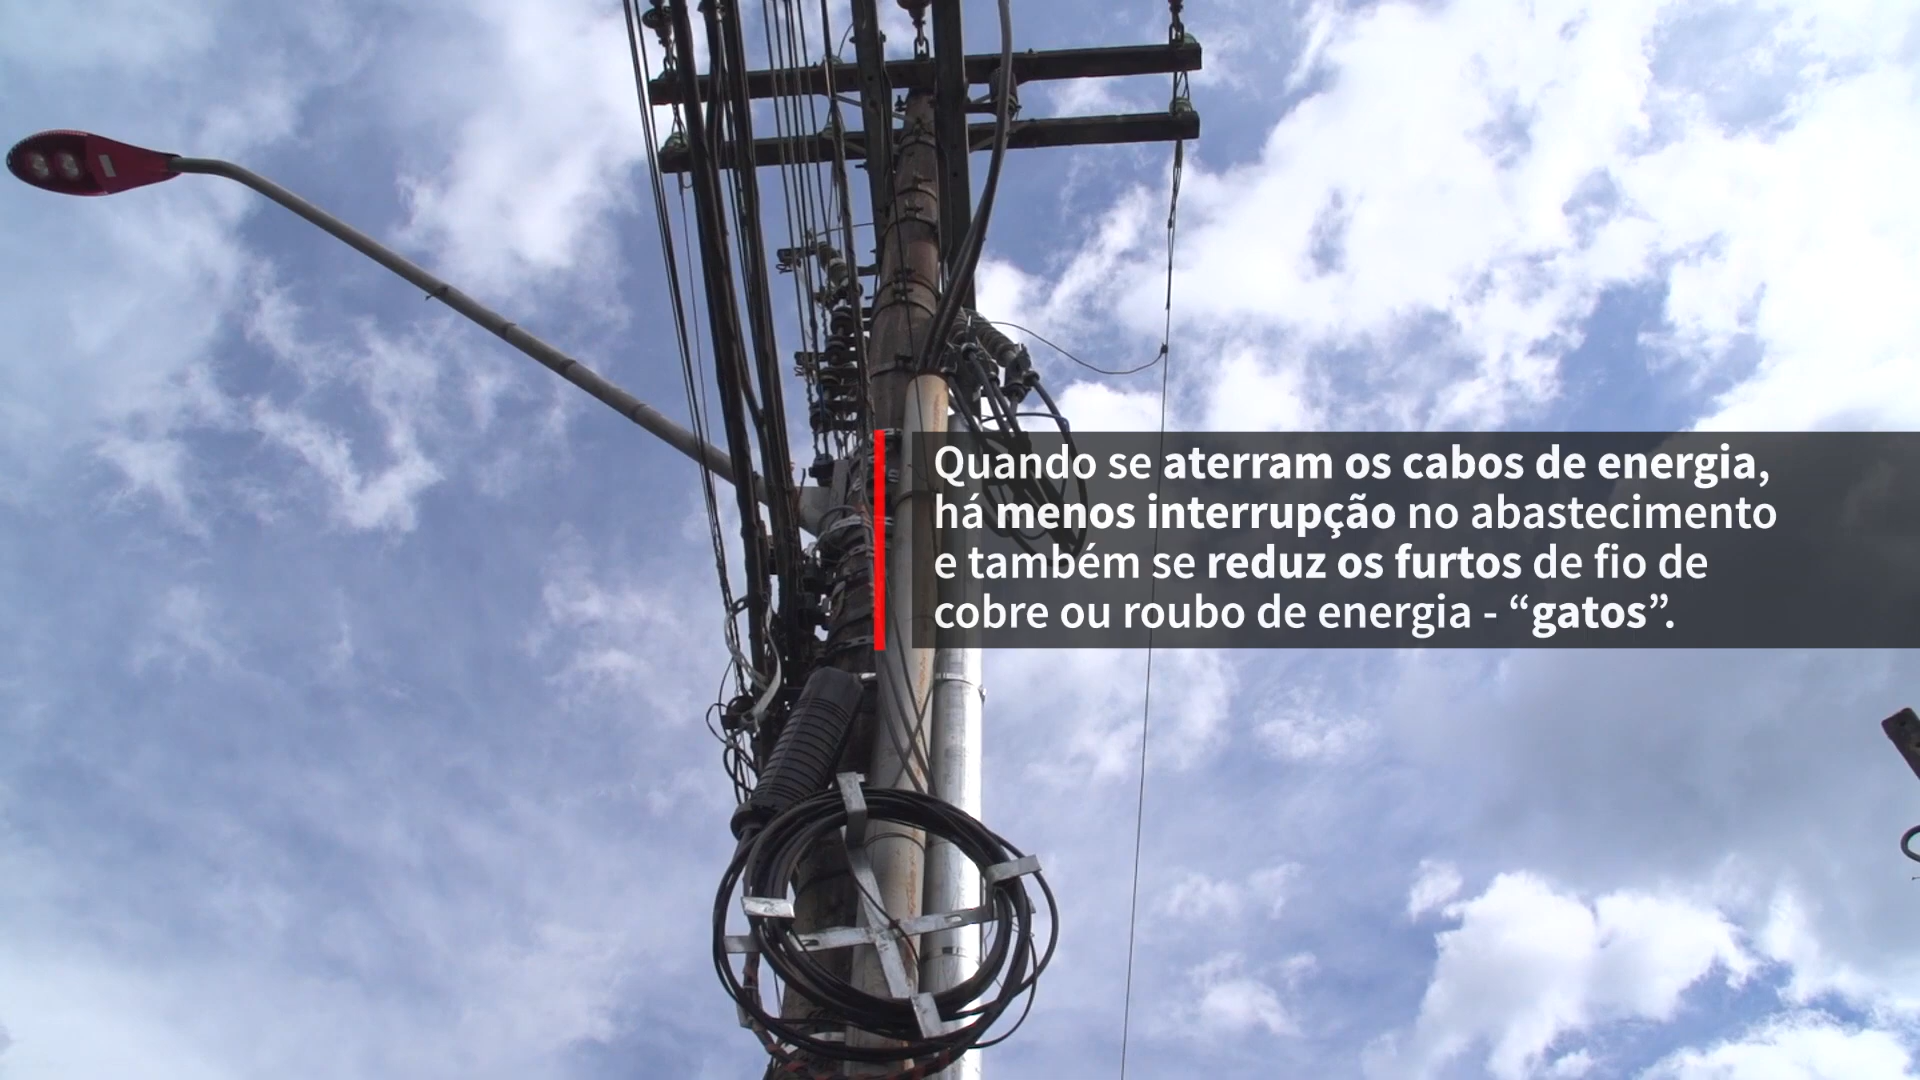 Quando se aterram os cabos de energia,
há menos interrupção no abastecimento
e também se reduz os furtos de fio de
cobre ou roubo de energia - “gatos”.